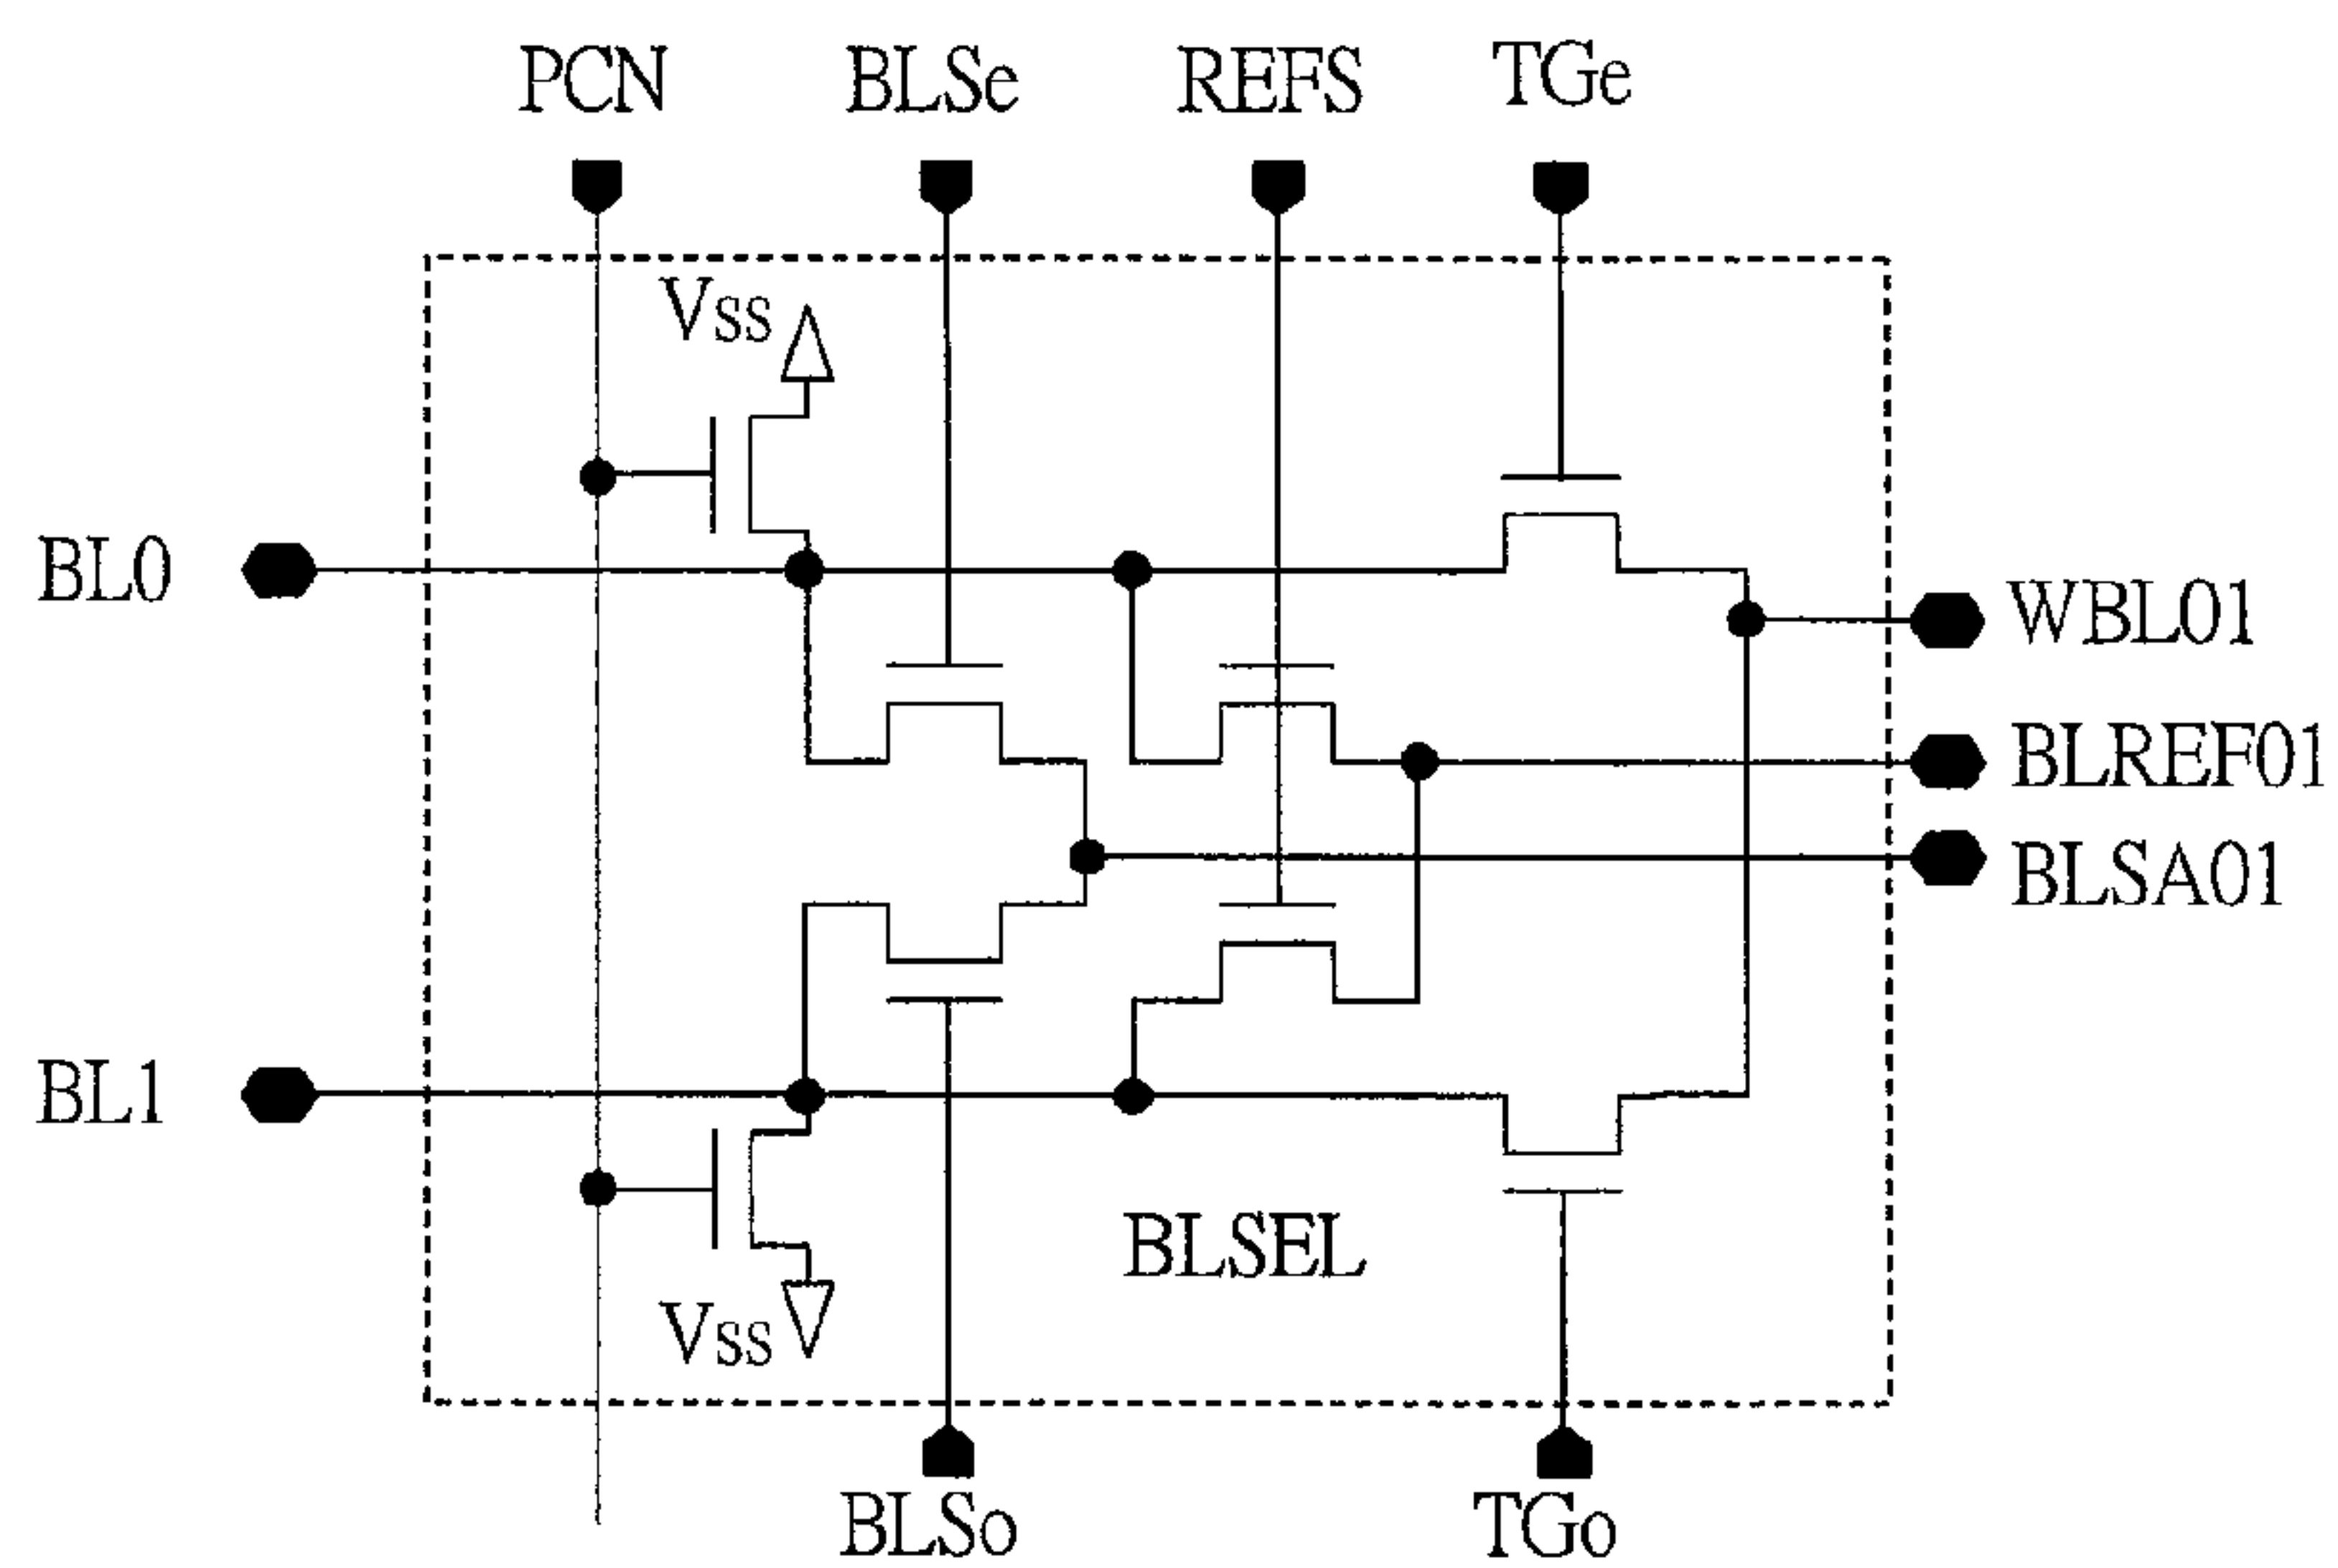 PCN BLSe REFS TGe
Vss
BL0
WBL01
BLREF01
BLSA01
BL1
BLSEL
Vss
BLSo TGo